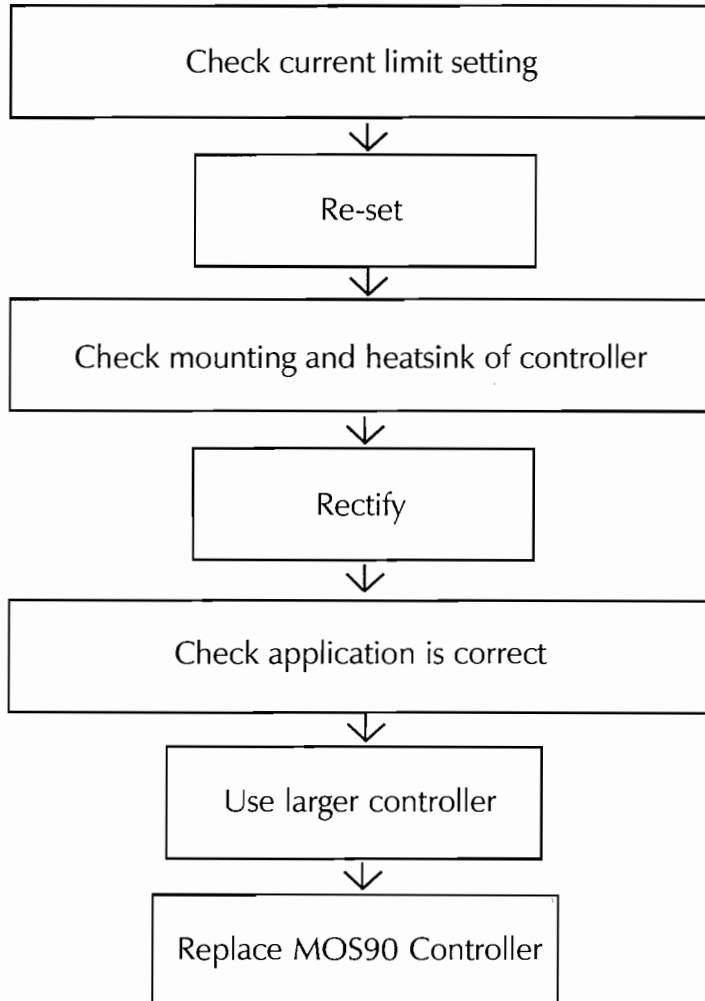 Check current limit setting
Re-set
Check mounting and heatsink of controller
Rectify
Check application is correct
Use larger controller
Replace MOS90 Controller